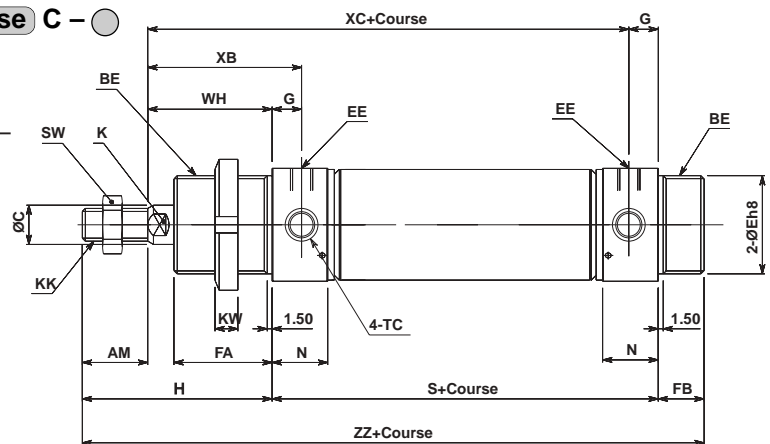 se C –
XC+Course
G
XB
BE
WH
G
EE
EE
BE
SW
K
ØC
2-ØEh8
KK
KW
1.50
4-TC
1.50
AM
FA
N
N
H
S+Course
FB
ZZ+Course